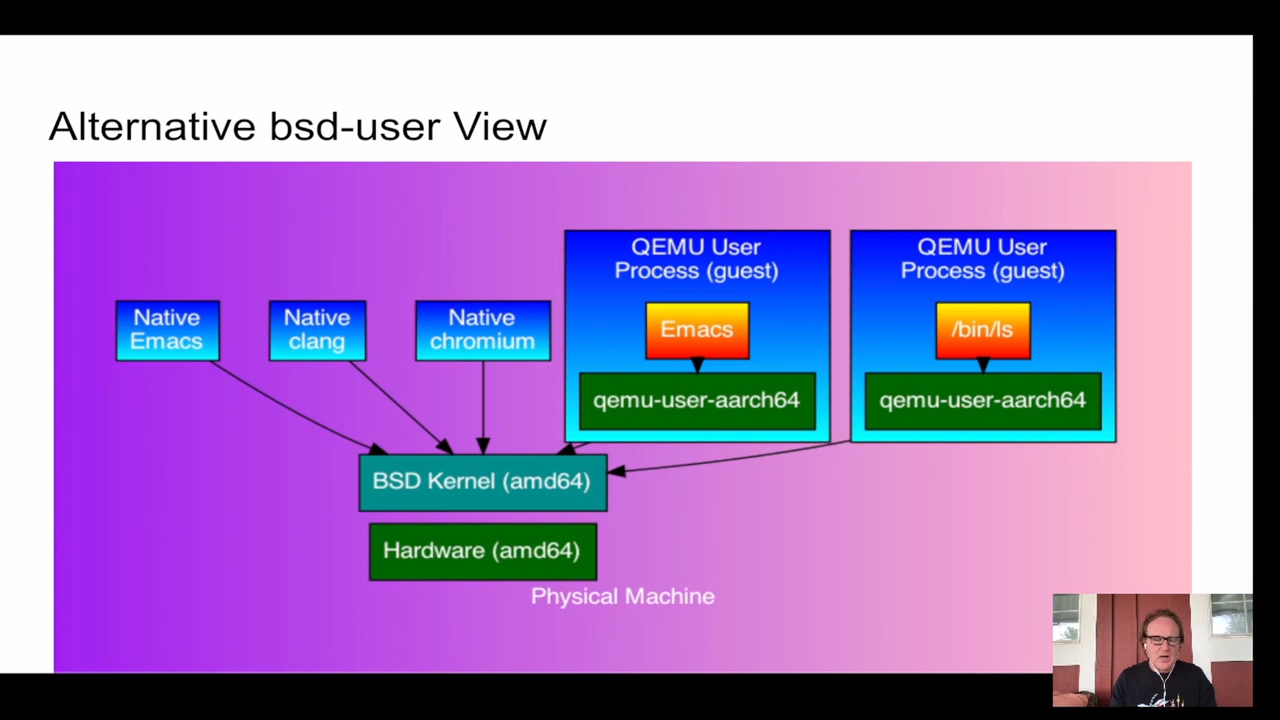 Alternative bsd-user View
QEMU User
Process (guest)
QEMU User
Process (guest)
Native
Emacs
Native
clang
Native
chromium
Emacs
/bin/ls
qemu-user-aarch64
qemu-user-aarch64
BSD Kernel (amd64)
Hardware (amd64)
Physical Machine